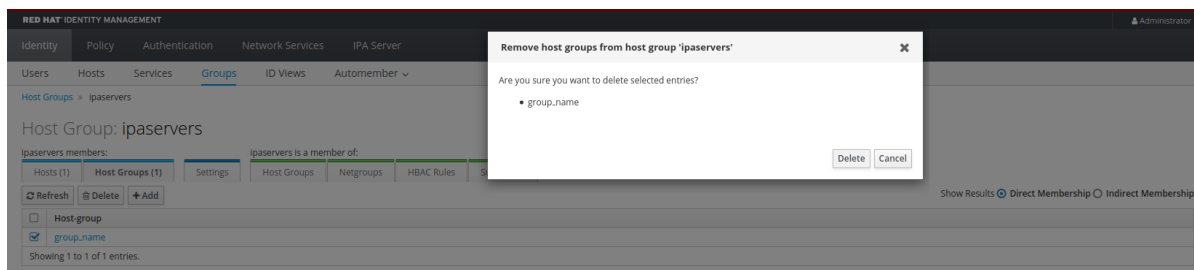 RED HAT IDENTITY MANAGEMENT
Administrator
Identity Policy Authentication Network Services IPA Server
Users Hosts Services Groups ID Views Automember
Host Groups » ipaservers
Host Group: ipaservers
ipaservers members: ipaservers is a member of:
Hosts (1) Host Groups (1) Settings Host Groups Netgroups HBAC Rules
Refresh Delete Add
Show Results Direct Membership Indirect Membership
Host-group
group_name
Showing 1 to 1 of 1 entries.
Remove host groups from host group 'ipaservers'
Are you sure you want to delete selected entries?
• group_name
Delete Cancel